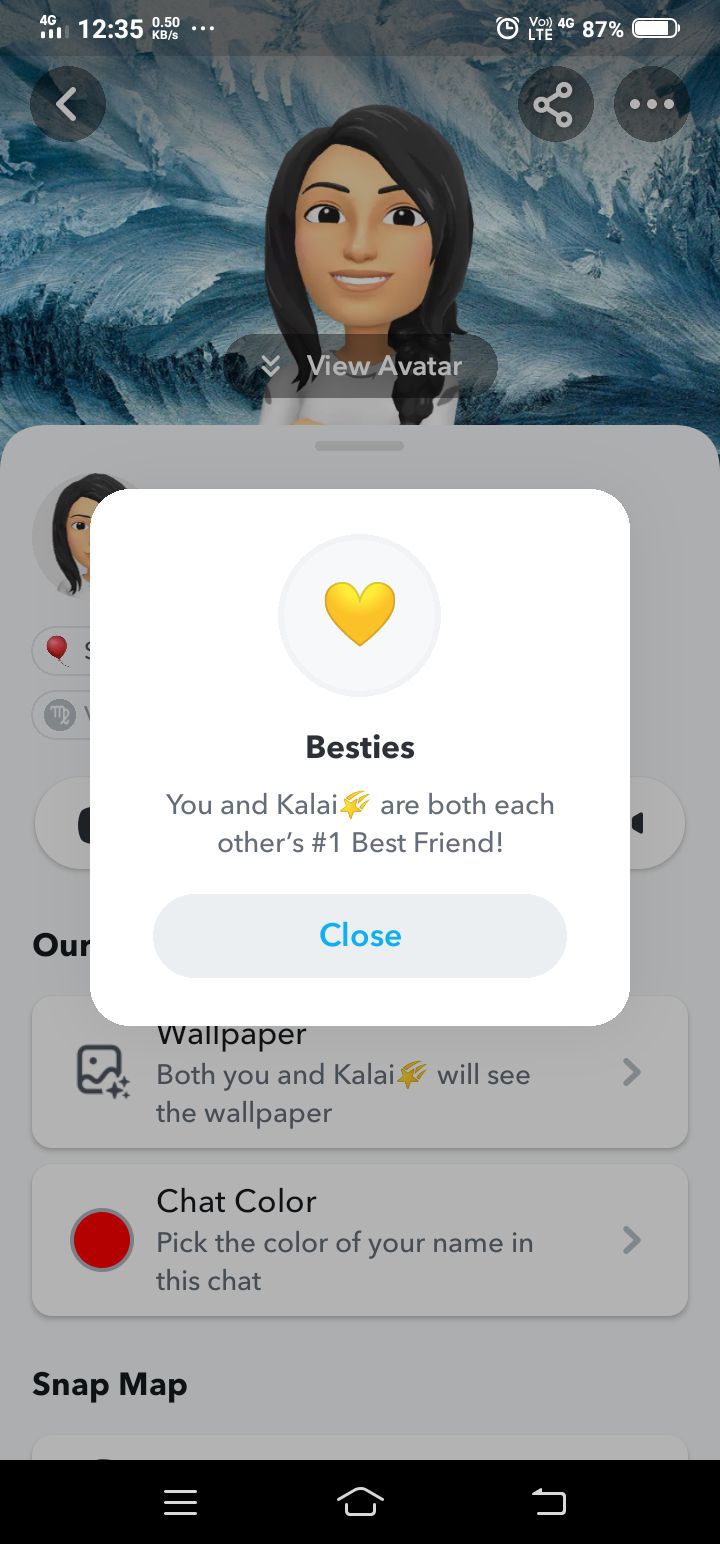 4G 12:35 0.50 KB/s ... Vo) LTE 4G 87%
View Avatar
S
Besties
You and Kalai🌠 are both each
other’s #1 Best Friend!
Close
Our
Wallpaper
Both you and Kalai🌠 will see
the wallpaper
Chat Color
Pick the color of your name in
this chat
Snap Map